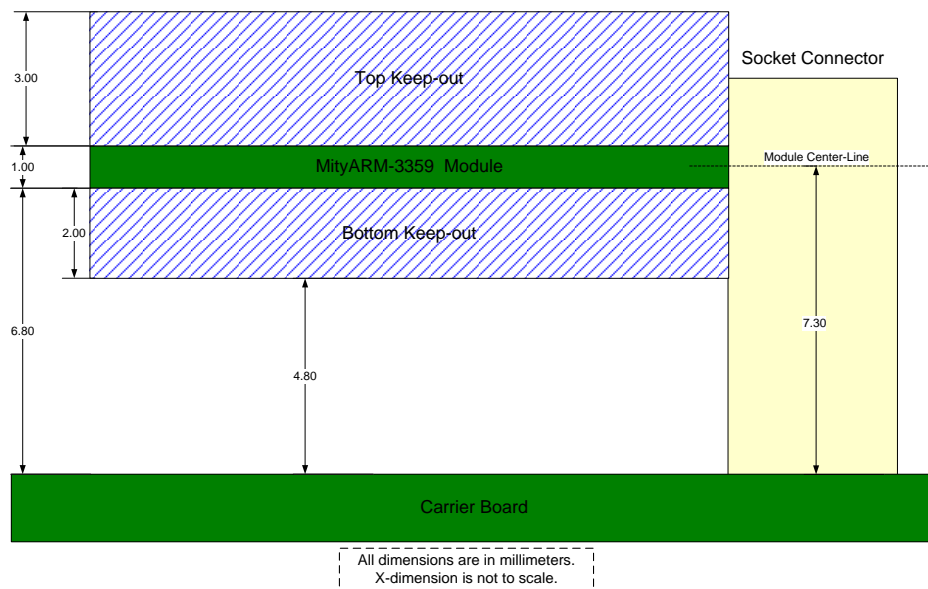 Socket Connector
3.00
Top Keep-out
1.00
MityARM-3359 Module
Module Center-Line
2.00
Bottom Keep-out
6.80
7.30
4.80
Carrier Board
All dimensions are in millimeters.
X-dimension is not to scale.